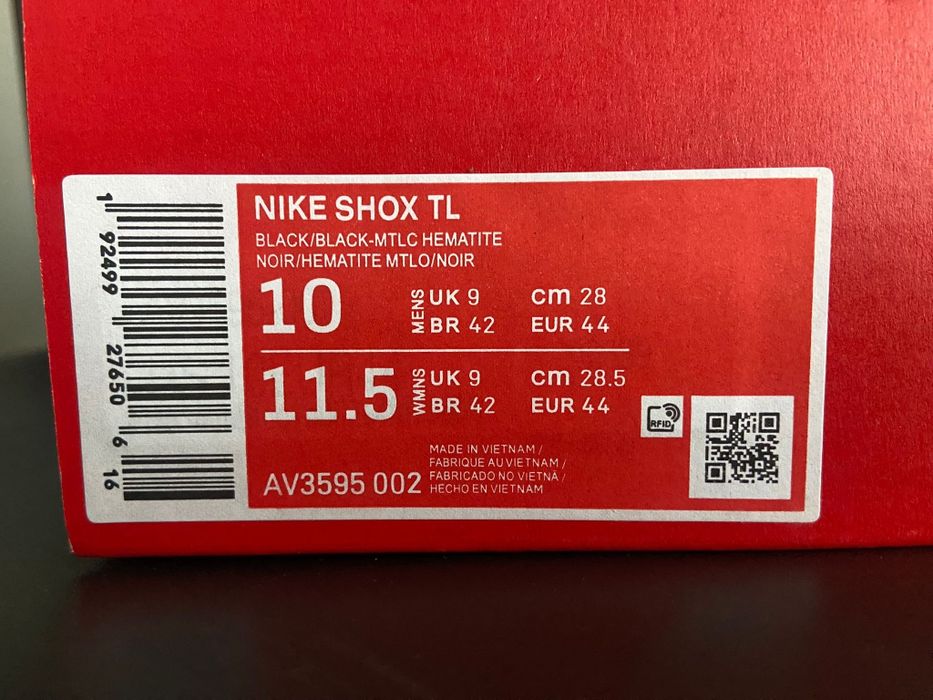 NIKE SHOX TL
BLACK/BLACK-MTLC HEMATITE
NOIR/HEMATITE MTLO/NOIR
10 MENS UK 9 cm 28
BR 42 EUR 44
11.5 WMNS UK 9 cm 28.5
BR 42 EUR 44
RFID
AV3595 002
MADE IN VIETNAM /
FABRIQUE AU VIETNAM /
FABRICADO NO VIETNÃ /
HECHO EN VIETNAM
1 92499 27650 6 16